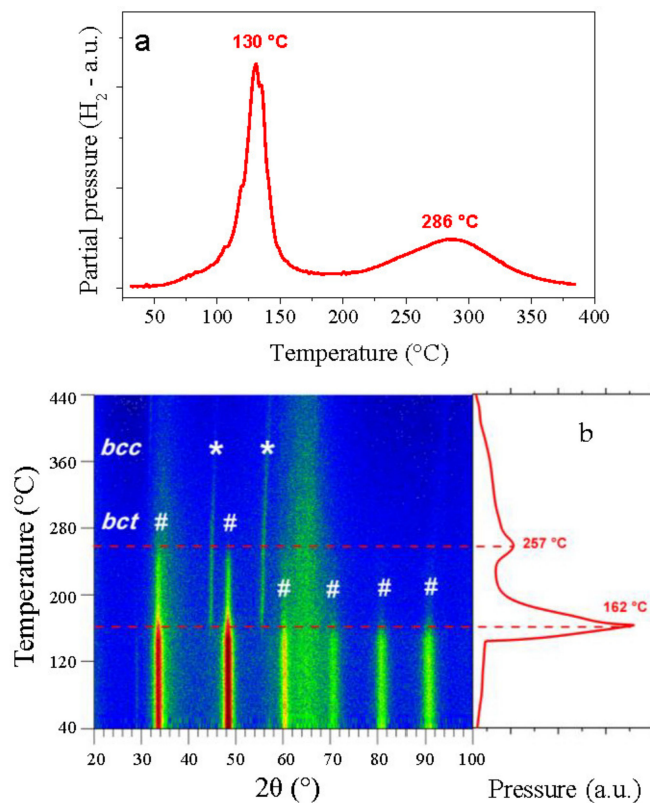 a
130 °C
286 °C
Partial pressure (H₂ - a.u.)
50 100 150 200 250 300 350 400
Temperature (°C)
b
440
360
280
200
120
40
Temperature (°C)
bcc * *
bct # #
# # # #
257 °C
162 °C
20 30 40 50 60 70 80 90 100
2θ (°)
Pressure (a.u.)